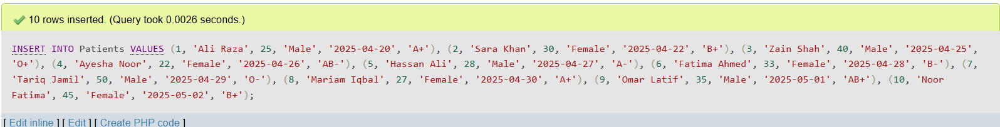 10 rows inserted. (Query took 0.0026 seconds.)
INSERT INTO Patients VALUES (1, 'Ali Raza', 25, 'Male', '2025-04-20', 'A+'), (2, 'Sara Khan', 30, 'Female', '2025-04-22', 'B+'), (3, 'Zain Shah', 40, 'Male', '2025-04-25',
'O+'), (4, 'Ayesha Noor', 22, 'Female', '2025-04-26', 'AB-'), (5, 'Hassan Ali', 28, 'Male', '2025-04-27', 'A-'), (6, 'Fatima Ahmed', 33, 'Female', '2025-04-28', 'B-'), (7,
'Tariq Jamil', 50, 'Male', '2025-04-29', 'O-'), (8, 'Mariam Iqbal', 27, 'Female', '2025-04-30', 'A+'), (9, 'Omar Latif', 35, 'Male', '2025-05-01', 'AB+'), (10, 'Noor
Fatima', 45, 'Female', '2025-05-02', 'B+');
[ Edit inline ] [ Edit ] [ Create PHP code ]